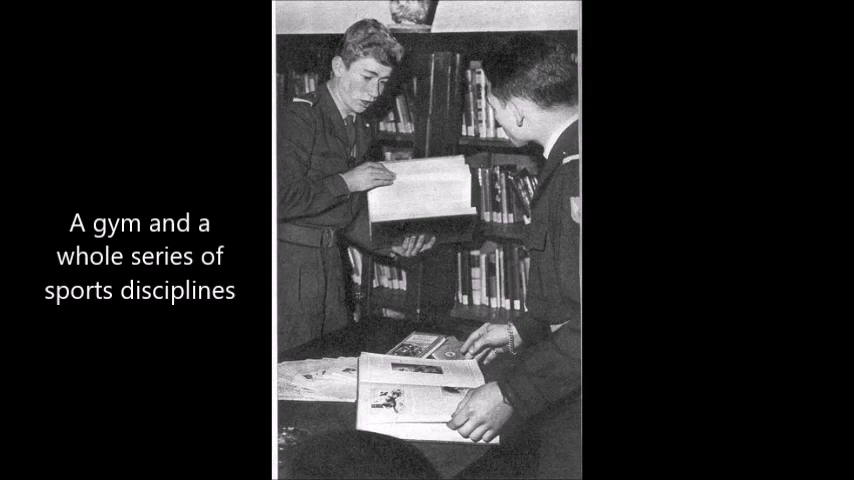 A gym and a
whole series of
sports disciplines